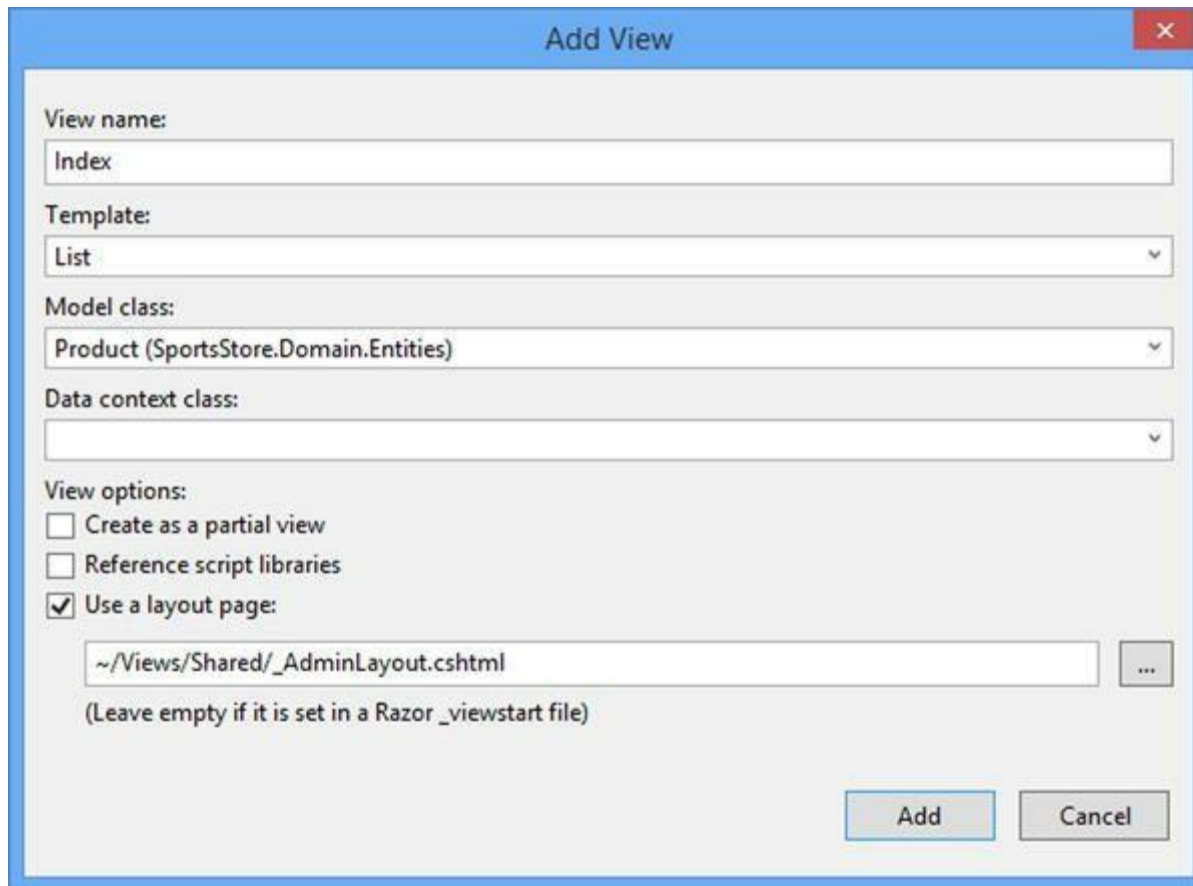 Add View
View name:
Index
Template:
List
Model class:
Product (SportsStore.Domain.Entities)
Data context class:
View options:
Create as a partial view
Reference script libraries
Use a layout page:
~/Views/Shared/_AdminLayout.cshtml
...
(Leave empty if it is set in a Razor _viewstart file)
Add
Cancel